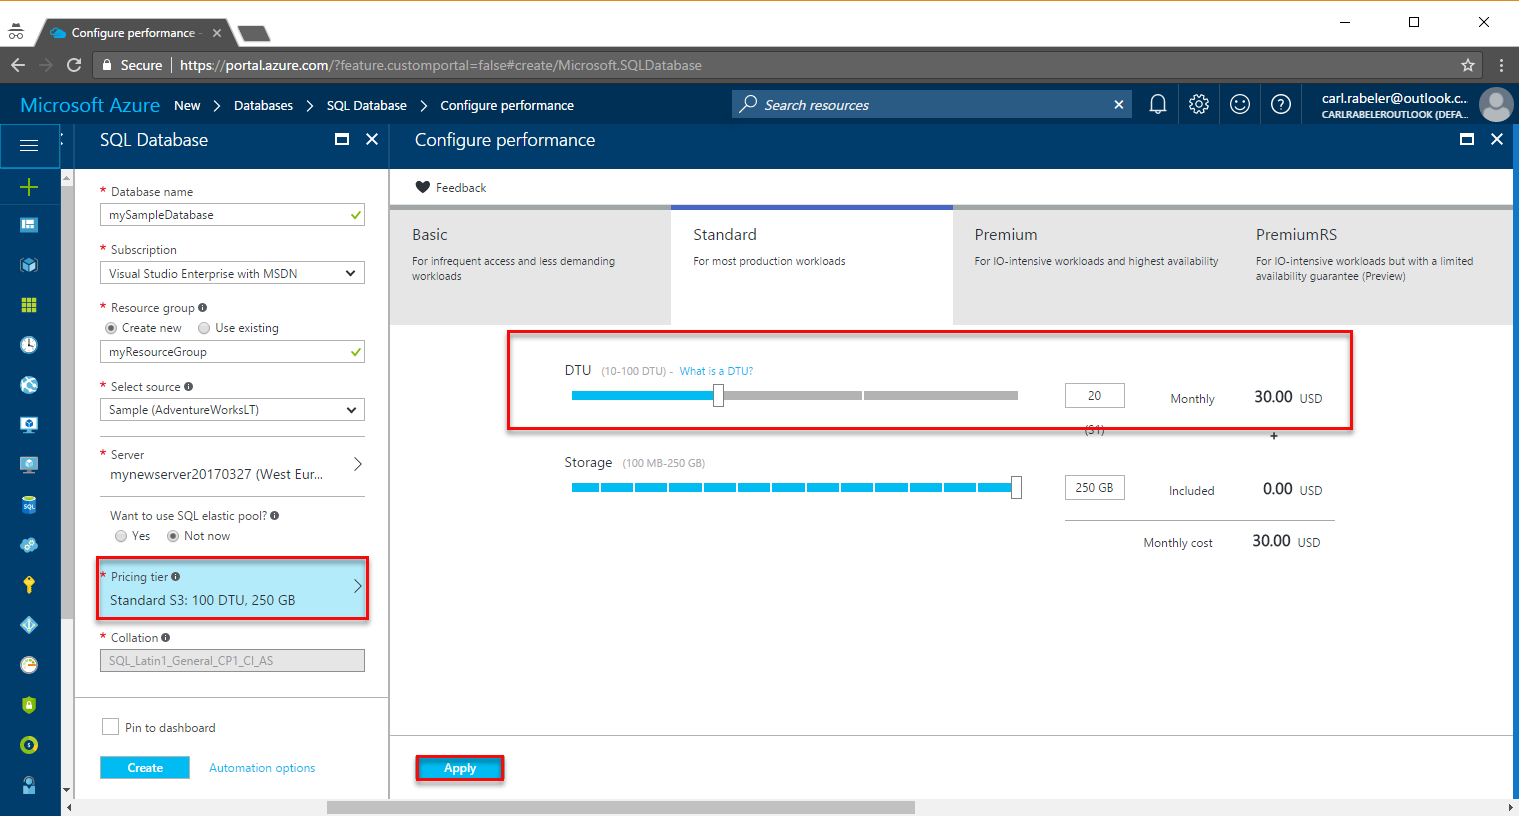 Configure performance -
Secure
https://portal.azure.com/?feature.customportal=false#create/Microsoft.SQLDatabase
Microsoft Azure New > Databases > SQL Database > Configure performance
Search resources
carl.rabeler@outlook.c...
CARLRABELEROUTLOOK (DEFA...
SQL Database
* Database name
mySampleDatabase
* Subscription
Visual Studio Enterprise with MSDN
* Resource group
Create new Use existing
myResourceGroup
* Select source
Sample (AdventureWorksLT)
* Server
mynewserver20170327 (West Eur...
Want to use SQL elastic pool?
Yes Not now
* Pricing tier
Standard S3: 100 DTU, 250 GB
* Collation
SQL_Latin1_General_CP1_CI_AS
Pin to dashboard
Create Automation options
SQL
Configure performance
Feedback
Basic
For infrequent access and less demanding
workloads
Standard
For most production workloads
Premium
For IO-intensive workloads and highest availability
PremiumRS
For IO-intensive workloads but with a limited
availability guarantee (Preview)
DTU (10-100 DTU) - What is a DTU?
20 Monthly 30.00 USD
(S1) +
Storage (100 MB-250 GB)
250 GB Included 0.00 USD
Monthly cost 30.00 USD
Apply